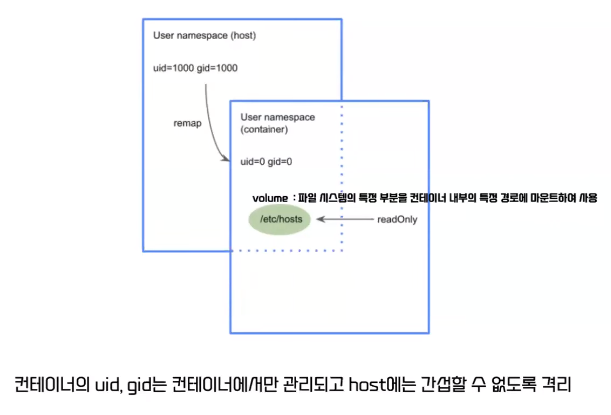 User namespace (host)
uid=1000 gid=1000
remap
User namespace
(container)
uid=0 gid=0
volume : 파일 시스템의 특정 부분을 컨테이너 내부의 특정 경로에 마운트하여 사용
/etc/hosts
readOnly
컨테이너의 uid, gid는 컨테이너에서만 관리되고 host에는 간섭할 수 없도록 격리